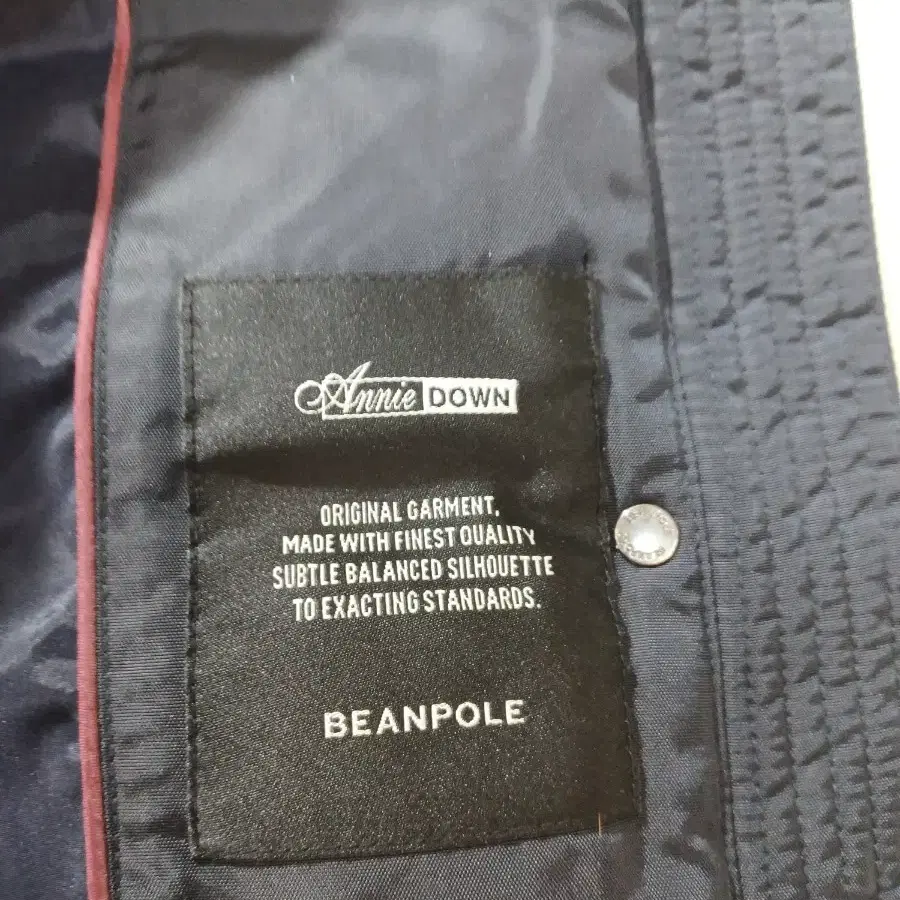 Annie DOWN
ORIGINAL GARMENT,
MADE WITH FINEST QUALITY
SUBTLE BALANCED SILHOUETTE
TO EXACTING STANDARDS.
BEANPOLE